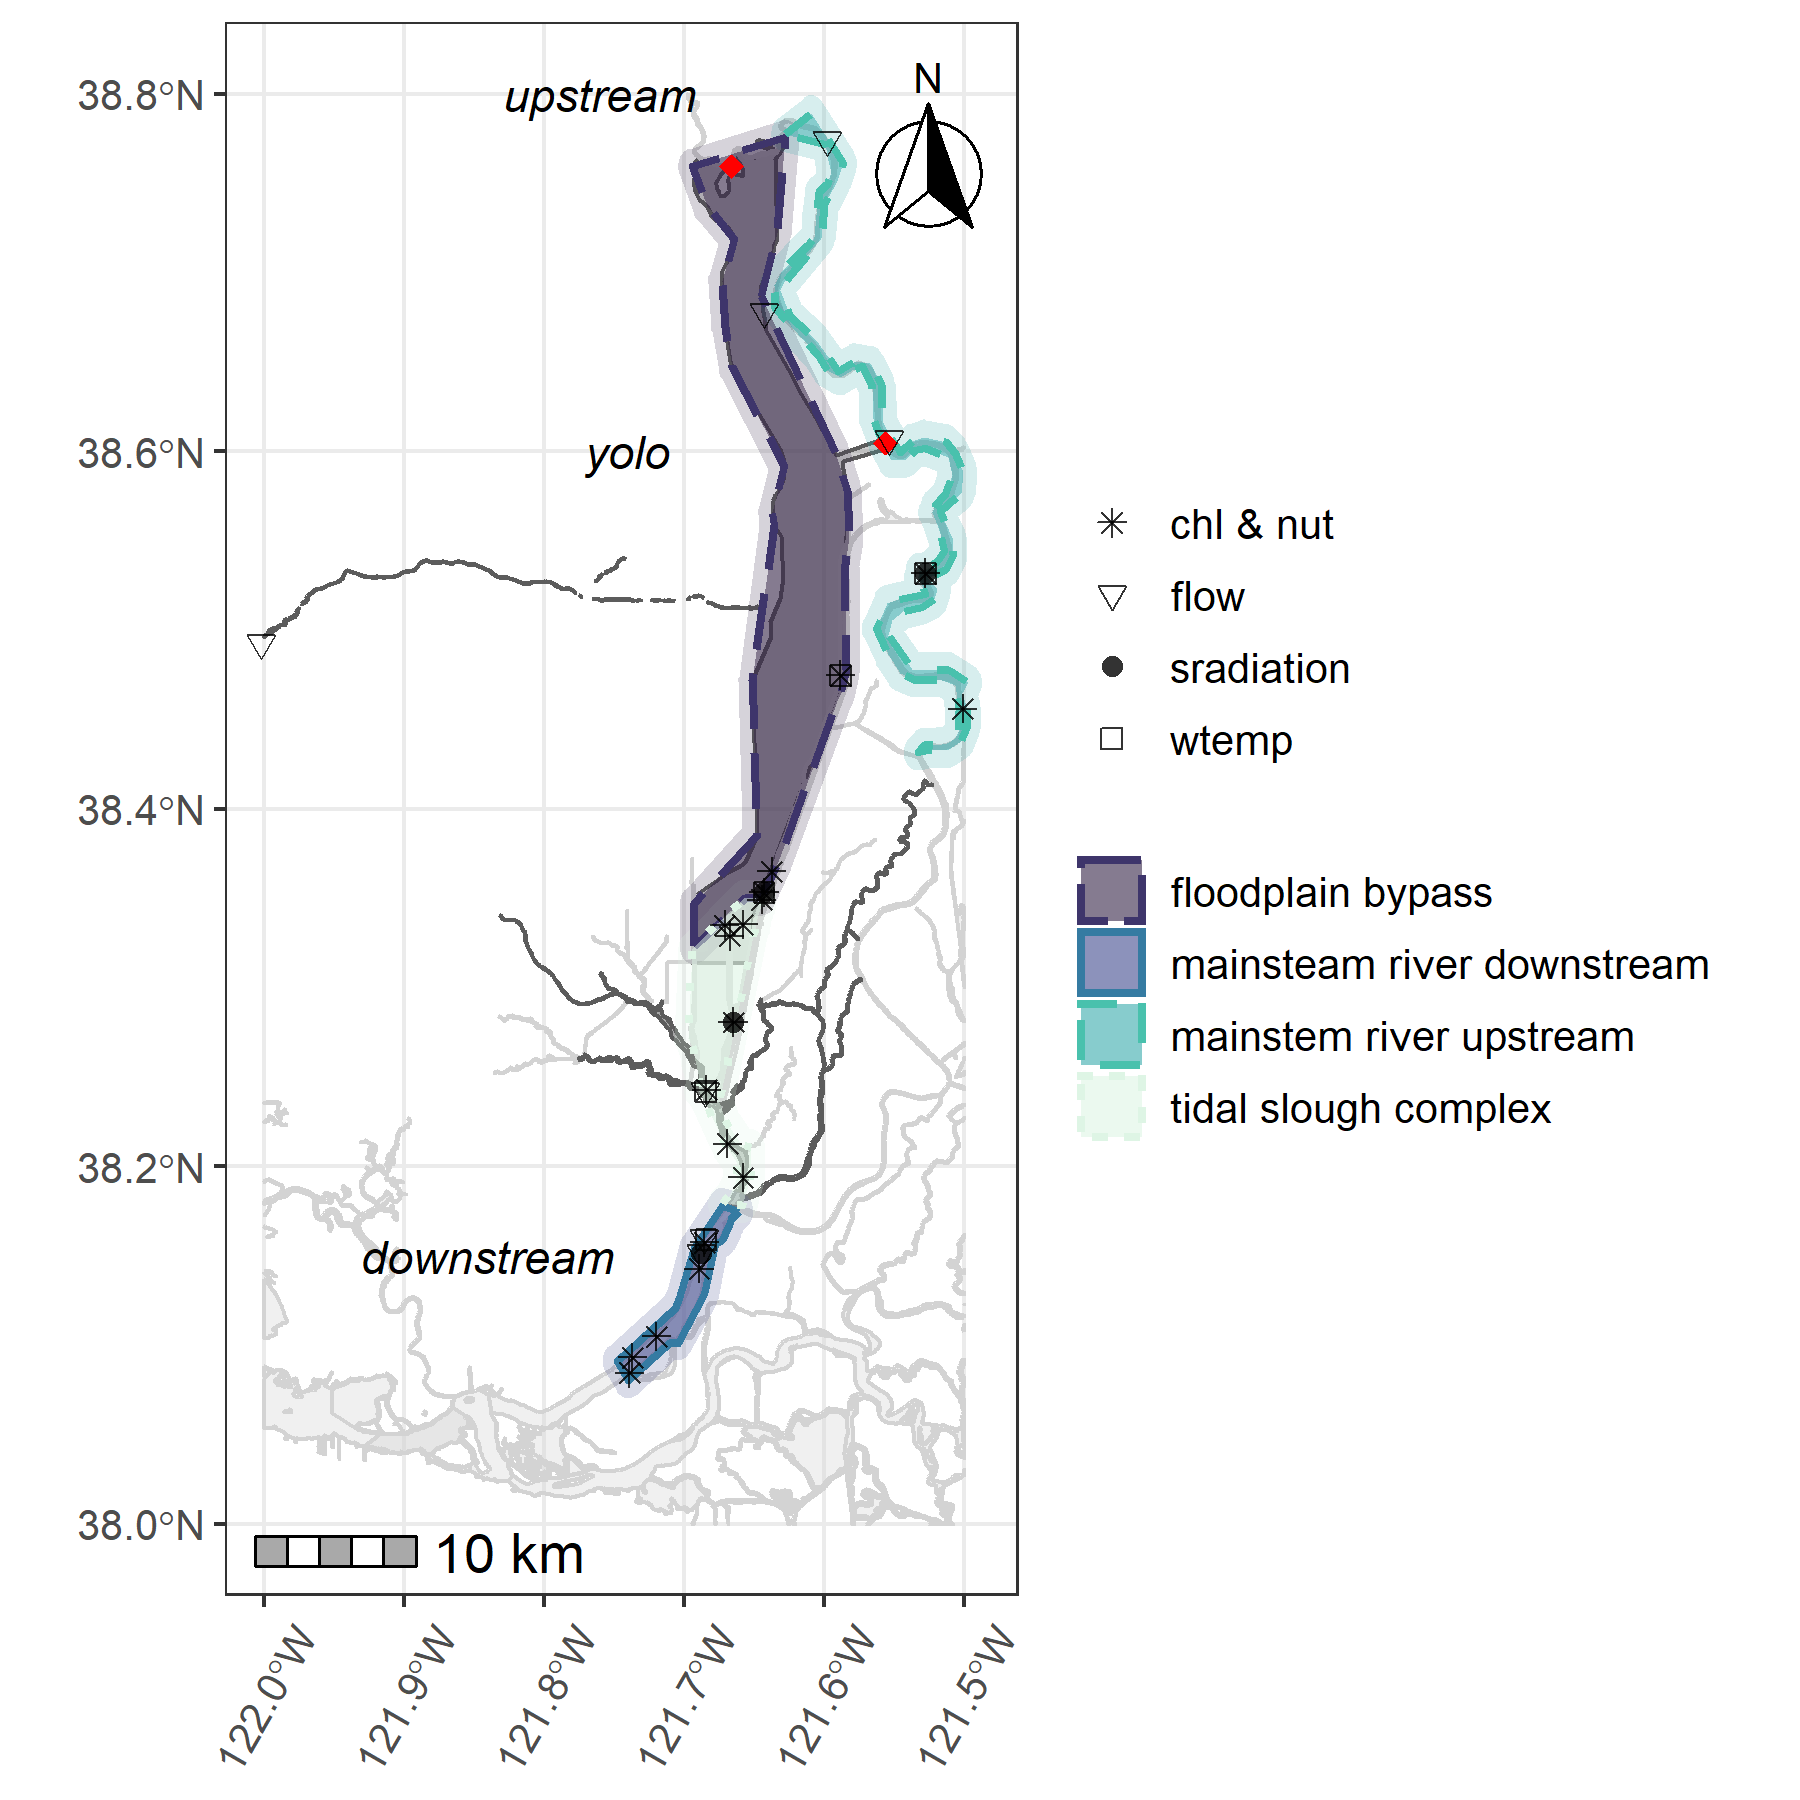 N
38.8°N
upstream
38.6°N
yolo
38.4°N
38.2°N
downstream
38.0°N
10 km
122.0°W
121.9°W
121.8°W
121.7°W
121.6°W
121.5°W
chl & nut
flow
sradiation
wtemp
floodplain bypass
mainsteam river downstream
mainstem river upstream
tidal slough complex